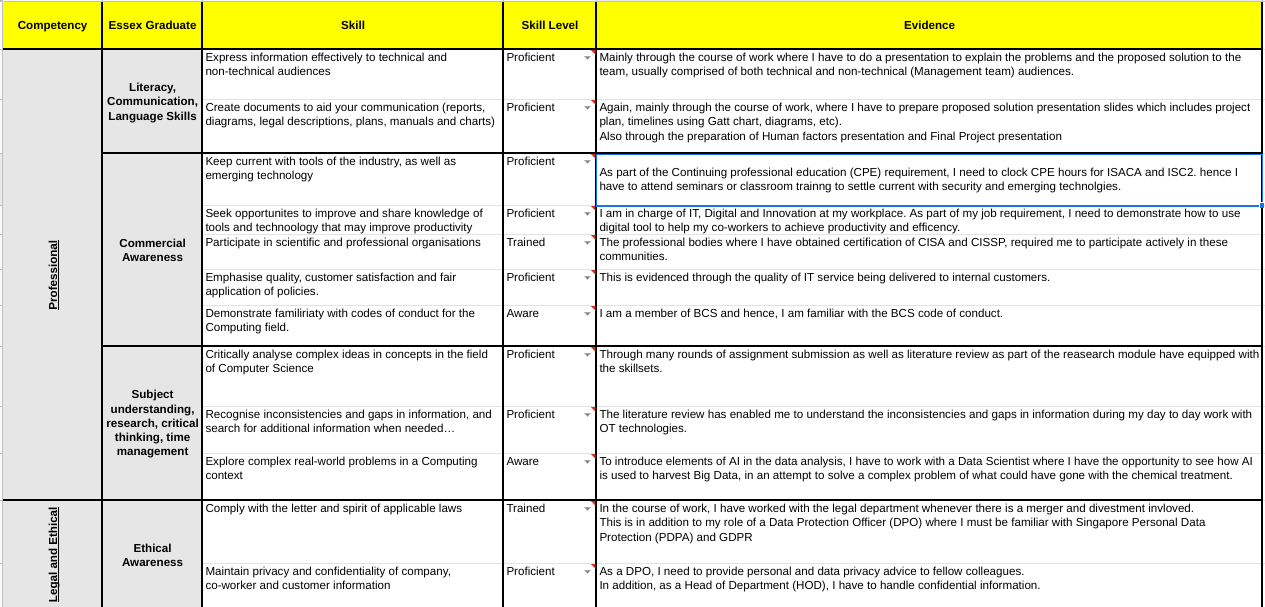 Competency
Essex Graduate
Skill
Skill Level
Evidence
Professional
Literacy,
Communication,
Language Skills
Express information effectively to technical and
non-technical audiences
Proficient
Mainly through the course of work where I have to do a presentation to explain the problems and the proposed solution to the
team, usually comprised of both technical and non-technical (Management team) audiences.
Create documents to aid your communication (reports,
diagrams, legal descriptions, plans, manuals and charts)
Proficient
Again, mainly through the course of work, where I have to prepare proposed solution presentation slides which includes project
plan, timelines using Gatt chart, diagrams, etc).
Also through the preparation of Human factors presentation and Final Project presentation
Commercial
Awareness
Keep current with tools of the industry, as well as
emerging technology
Proficient
As part of the Continuing professional education (CPE) requirement, I need to clock CPE hours for ISACA and ISC2. hence I
have to attend seminars or classroom trainng to settle current with security and emerging technolgies.
Seek opportunites to improve and share knowledge of
tools and technology that may improve productivity
Proficient
I am in charge of IT, Digital and Innovation at my workplace. As part of my job requirement, I need to demonstrate how to use
digital tool to help my co-workers to achieve productivity and efficency.
Participate in scientific and professional organisations
Trained
The professional bodies where I have obtained certification of CISA and CISSP, required me to participate actively in these
communities.
Emphasise quality, customer satisfaction and fair
application of policies.
Proficient
This is evidenced through the quality of IT service being delivered to internal customers.
Demonstrate familiriaty with codes of conduct for the
Computing field.
Aware
I am a member of BCS and hence, I am familiar with the BCS code of conduct.
Subject
understanding,
research, critical
thinking, time
management
Critically analyse complex ideas in concepts in the field
of Computer Science
Proficient
Through many rounds of assignment submission as well as literature review as part of the reasearch module have equipped with
the skillsets.
Recognise inconsistencies and gaps in information, and
search for additional information when needed…
Proficient
The literature review has enabled me to understand the inconsistencies and gaps in information during my day to day work with
OT technologies.
Explore complex real-world problems in a Computing
context
Aware
To introduce elements of AI in the data analysis, I have to work with a Data Scientist where I have the opportunity to see how AI
is used to harvest Big Data, in an attempt to solve a complex problem of what could have gone with the chemical treatment.
Legal and Ethical
Ethical
Awareness
Comply with the letter and spirit of applicable laws
Trained
In the course of work, I have worked with the legal department whenever there is a merger and divestment invloved.
This is in addition to my role of a Data Protection Officer (DPO) where I must be familiar with Singapore Personal Data
Protection (PDPA) and GDPR
Maintain privacy and confidentiality of company,
co-worker and customer information
Proficient
As a DPO, I need to provide personal and data privacy advice to fellow colleagues.
In addition, as a Head of Department (HOD), I have to handle confidential information.